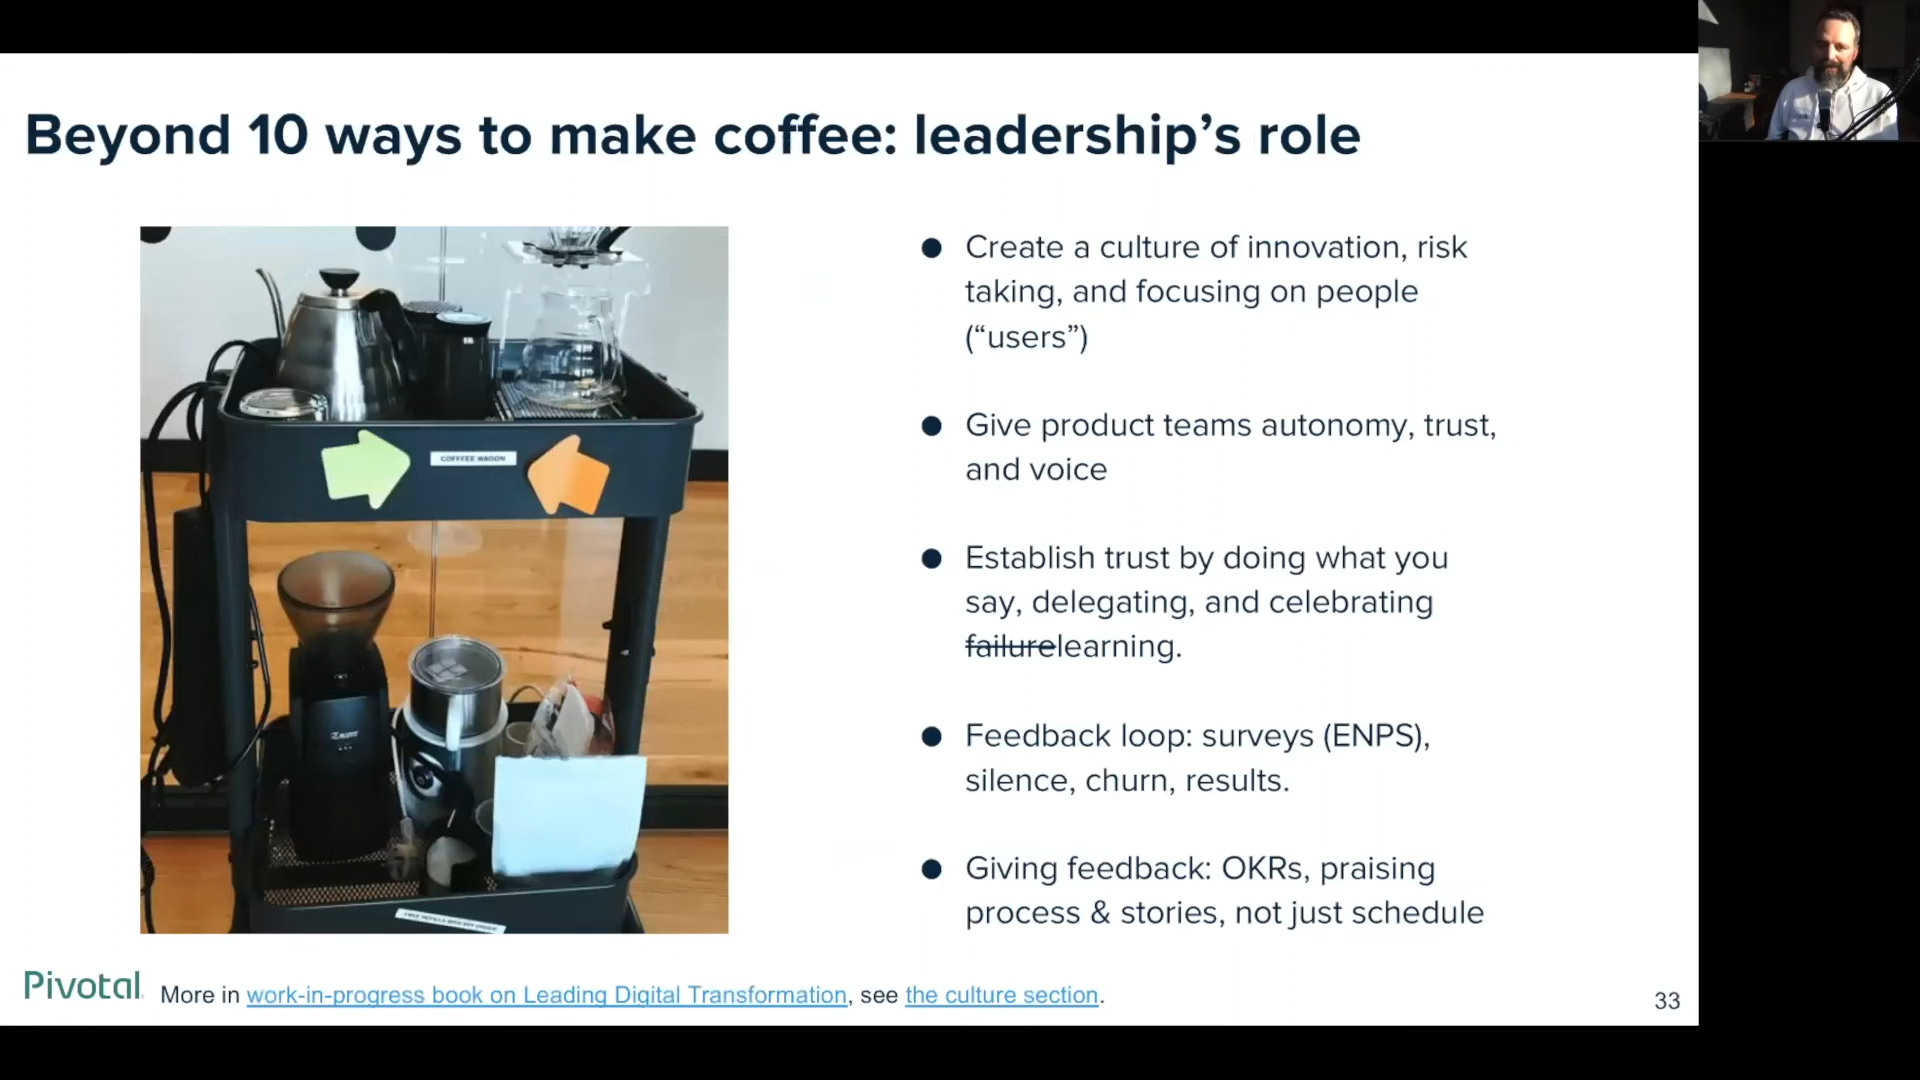 Beyond 10 ways to make coffee: leadership’s role
COFFFEE WAGON
Encore
● Create a culture of innovation, risk
taking, and focusing on people
(“users”)
● Give product teams autonomy, trust,
and voice
● Establish trust by doing what you
say, delegating, and celebrating
failurelearning.
● Feedback loop: surveys (ENPS),
silence, churn, results.
● Giving feedback: OKRs, praising
process & stories, not just schedule
Pivotal
More in work-in-progress book on Leading Digital Transformation, see the culture section.
33